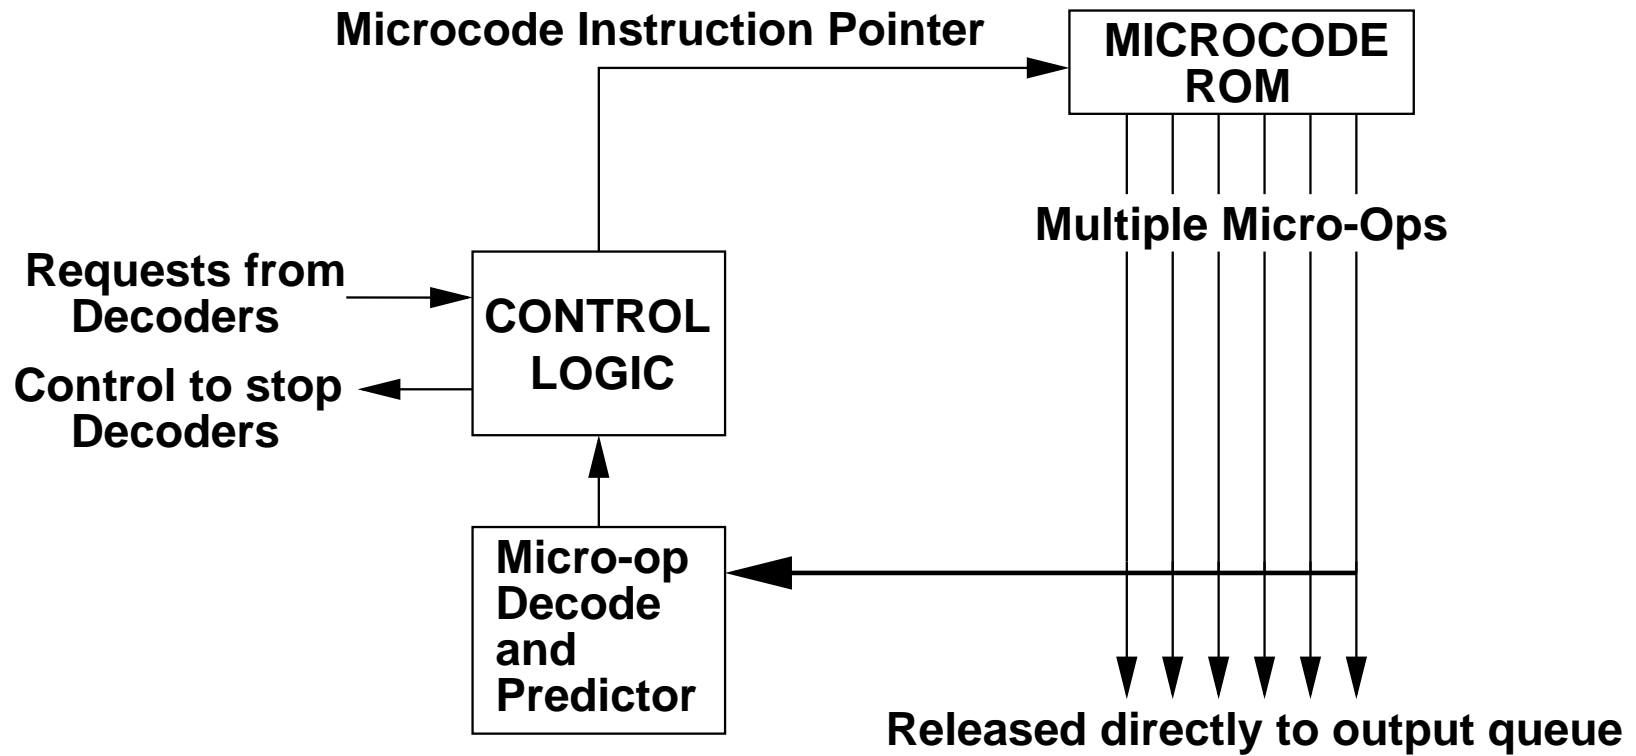 Microcode Instruction Pointer
MICROCODE
ROM
Multiple Micro-Ops
Requests from
Decoders
CONTROL
LOGIC
Control to stop
Decoders
Micro-op
Decode
and
Predictor
Released directly to output queue